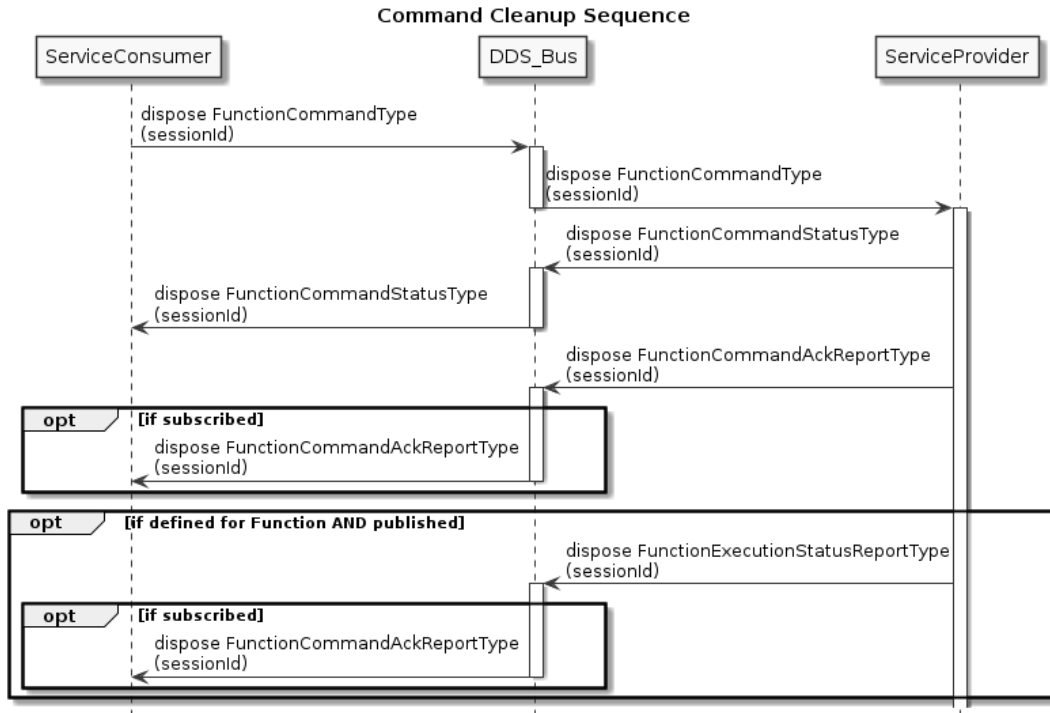 Command Cleanup Sequence
ServiceConsumer
DDS_Bus
ServiceProvider
dispose FunctionCommandType
(sessionId)
dispose FunctionCommandType
(sessionId)
dispose FunctionCommandStatusType
(sessionId)
dispose FunctionCommandStatusType
(sessionId)
dispose FunctionCommandAckReportType
(sessionId)
opt
[if subscribed]
dispose FunctionCommandAckReportType
(sessionId)
opt
[if defined for Function AND published]
dispose FunctionExecutionStatusReportType
(sessionId)
opt
[if subscribed]
dispose FunctionCommandAckReportType
(sessionId)